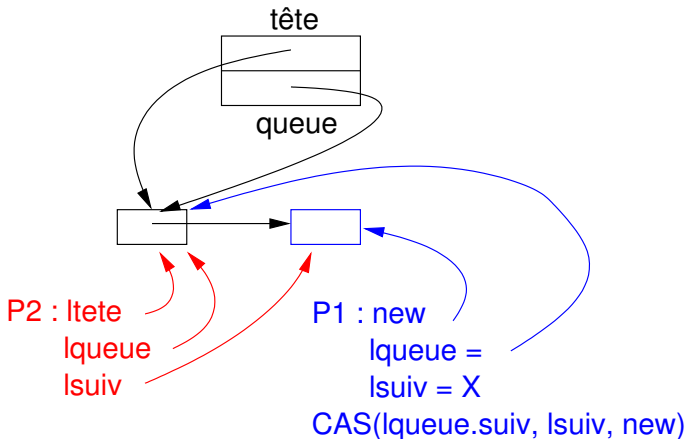 tête
queue
P2 : ltete
lqueue
lsuiv
P1 : new
lqueue =
lsuiv = X
CAS(lqueue.suiv, lsuiv, new)